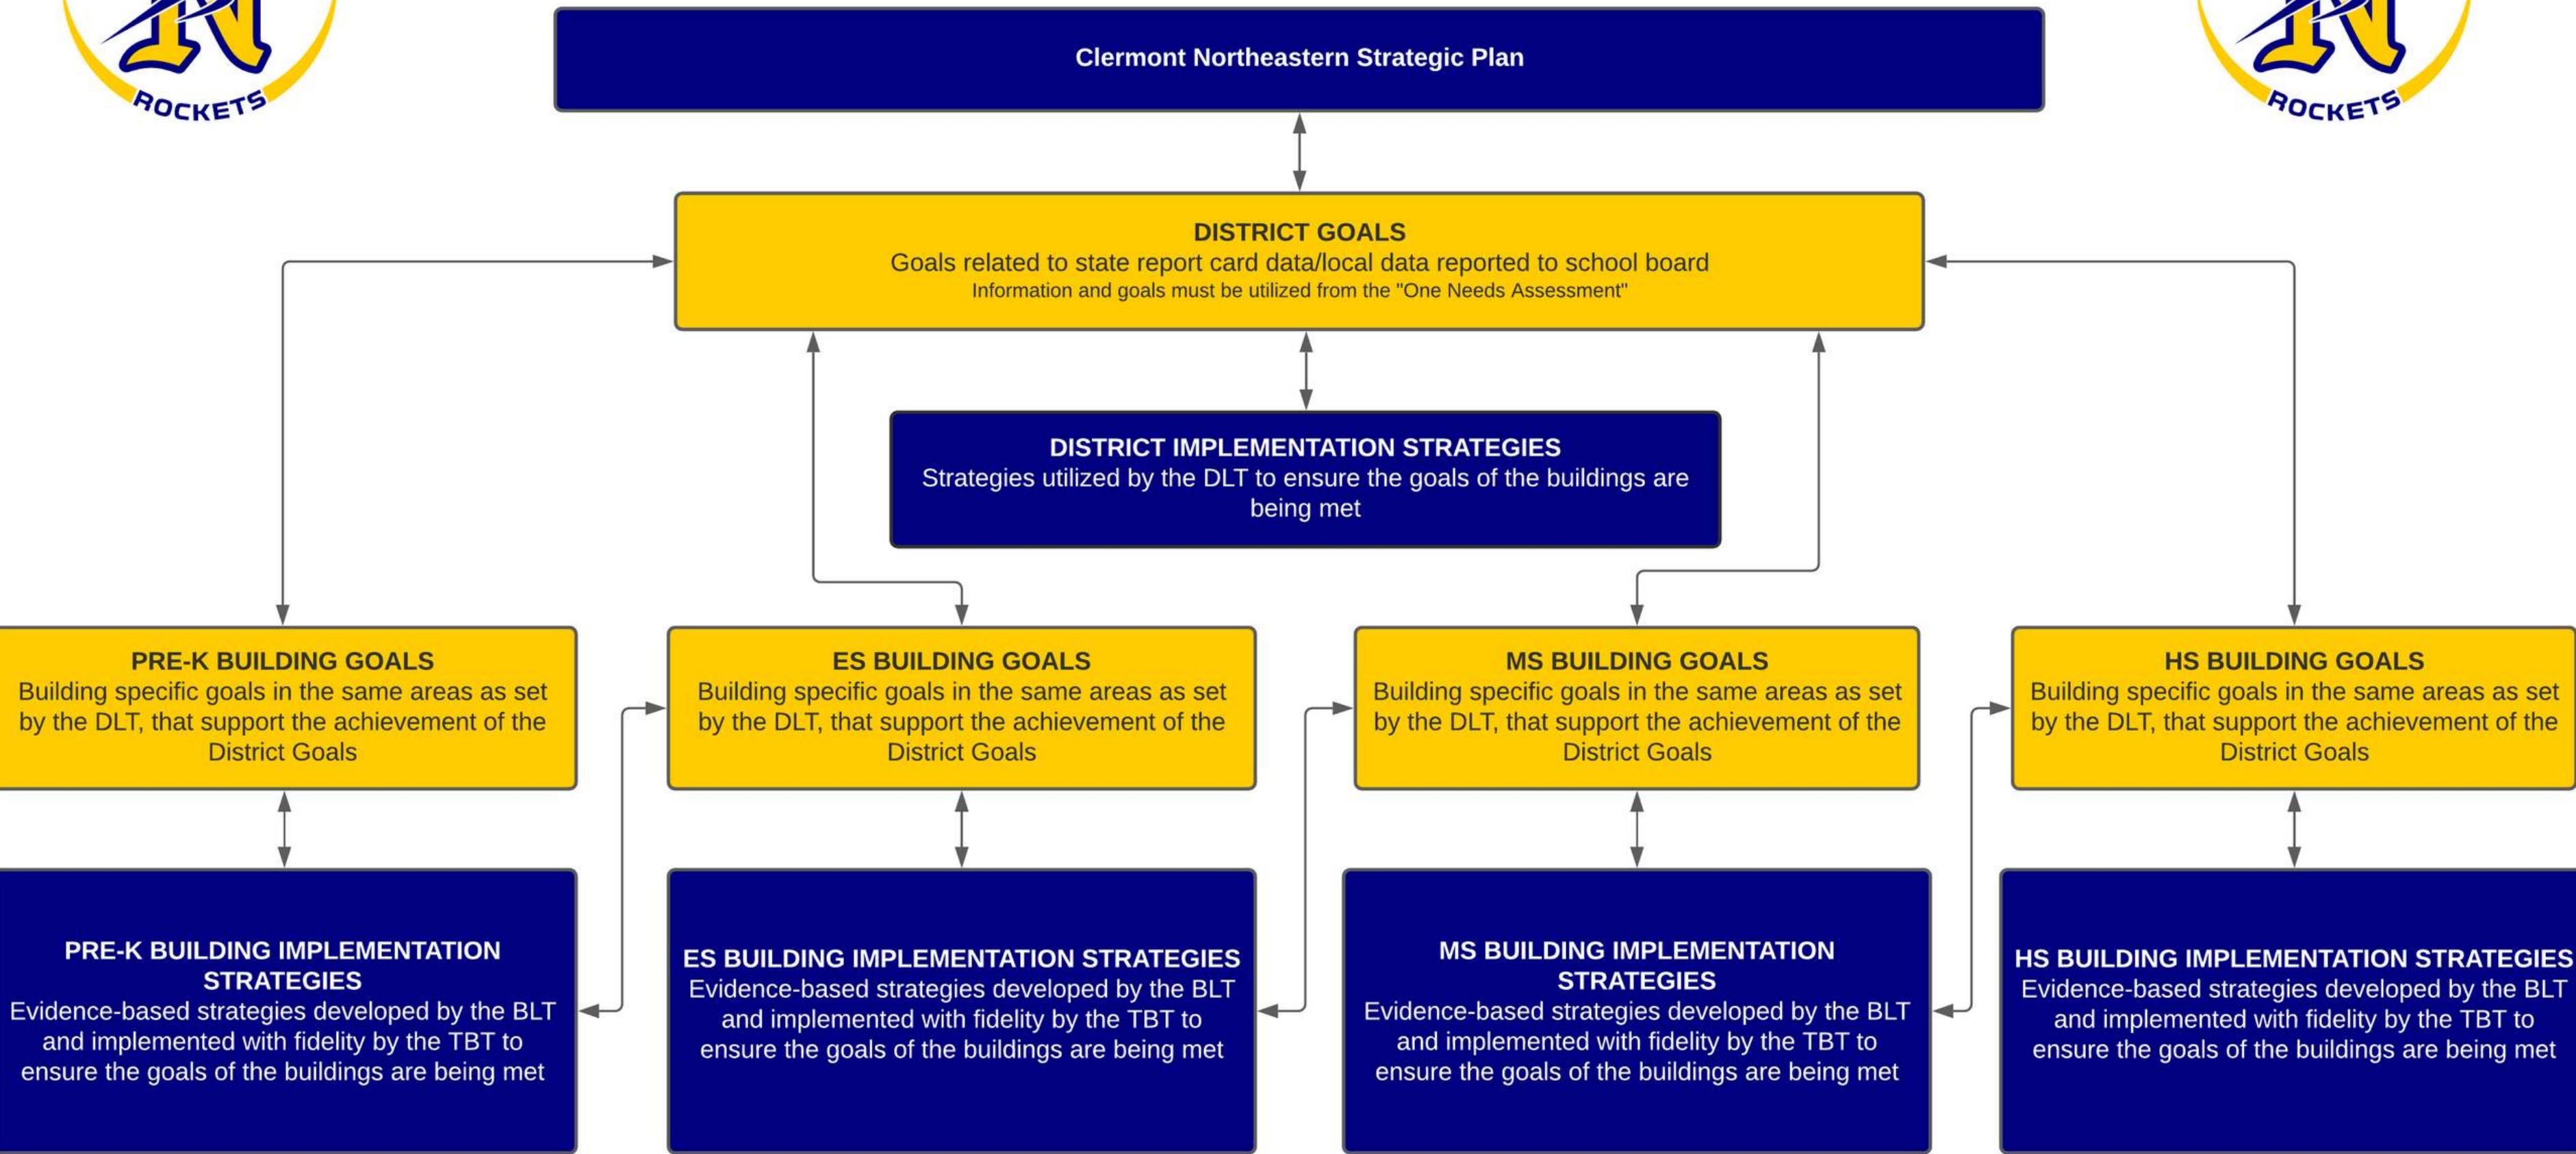 ROCKETS
ROCKETS
Clermont Northeastern Strategic Plan
DISTRICT GOALS
Goals related to state report card data/local data reported to school board
Information and goals must be utilized from the "One Needs Assessment"
DISTRICT IMPLEMENTATION STRATEGIES
Strategies utilized by the DLT to ensure the goals of the buildings are
being met
PRE-K BUILDING GOALS
Building specific goals in the same areas as set
by the DLT, that support the achievement of the
District Goals
ES BUILDING GOALS
Building specific goals in the same areas as set
by the DLT, that support the achievement of the
District Goals
MS BUILDING GOALS
Building specific goals in the same areas as set
by the DLT, that support the achievement of the
District Goals
HS BUILDING GOALS
Building specific goals in the same areas as set
by the DLT, that support the achievement of the
District Goals
PRE-K BUILDING IMPLEMENTATION
STRATEGIES
Evidence-based strategies developed by the BLT
and implemented with fidelity by the TBT to
ensure the goals of the buildings are being met
ES BUILDING IMPLEMENTATION STRATEGIES
Evidence-based strategies developed by the BLT
and implemented with fidelity by the TBT to
ensure the goals of the buildings are being met
MS BUILDING IMPLEMENTATION
STRATEGIES
Evidence-based strategies developed by the BLT
and implemented with fidelity by the TBT to
ensure the goals of the buildings are being met
HS BUILDING IMPLEMENTATION STRATEGIES
Evidence-based strategies developed by the BLT
and implemented with fidelity by the TBT to
ensure the goals of the buildings are being met